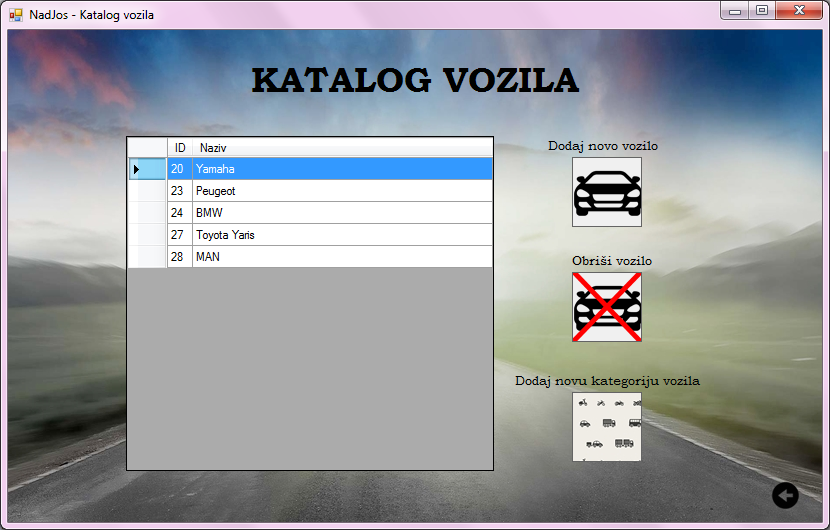 NadJos - Katalog vozila
KATALOG VOZILA
ID Naziv
20 Yamaha
23 Peugeot
24 BMW
27 Toyota Yaris
28 MAN
Dodaj novo vozilo
Obriši vozilo
Dodaj novu kategoriju vozila